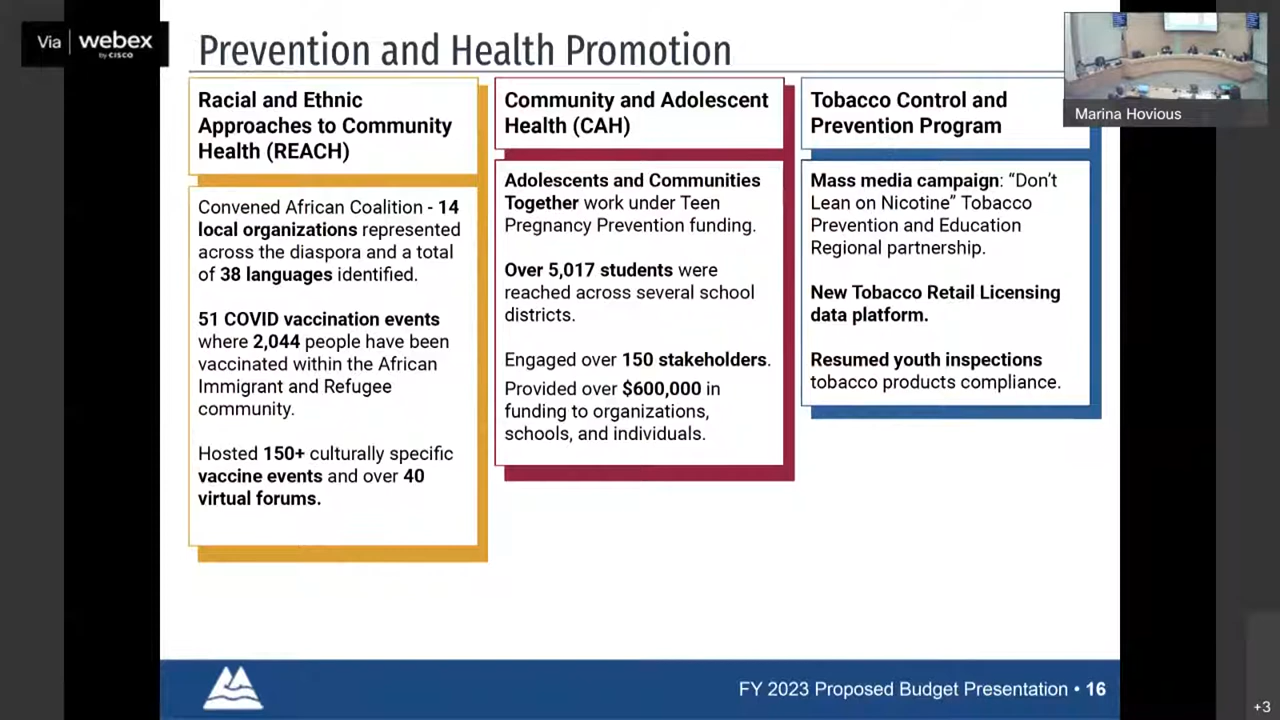 Via webex
by CISCO
Prevention and Health Promotion
Marina Hovious
Racial and Ethnic
Approaches to Community
Health (REACH)
Convened African Coalition - 14
local organizations represented
across the diaspora and a total
of 38 languages identified.
51 COVID vaccination events
where 2,044 people have been
vaccinated within the African
Immigrant and Refugee
community.
Hosted 150+ culturally specific
vaccine events and over 40
virtual forums.
Community and Adolescent
Health (CAH)
Adolescents and Communities
Together work under Teen
Pregnancy Prevention funding.
Over 5,017 students were
reached across several school
districts.
Engaged over 150 stakeholders.
Provided over $600,000 in
funding to organizations,
schools, and individuals.
Tobacco Control and
Prevention Program
Mass media campaign: “Don’t
Lean on Nicotine” Tobacco
Prevention and Education
Regional partnership.
New Tobacco Retail Licensing
data platform.
Resumed youth inspections
tobacco products compliance.
FY 2023 Proposed Budget Presentation • 16
+3